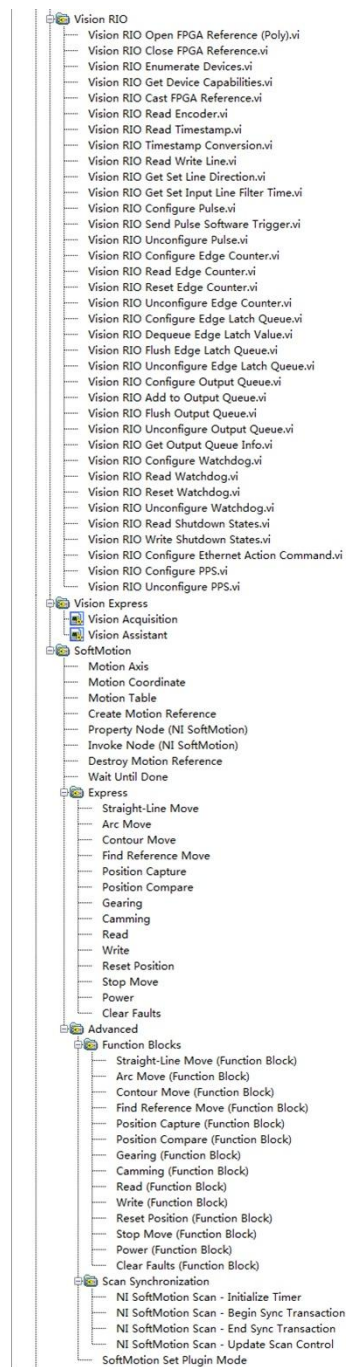 Vision RIO
Vision RIO Open FPGA Reference (Poly).vi
Vision RIO Close FPGA Reference.vi
Vision RIO Enumerate Devices.vi
Vision RIO Get Device Capabilities.vi
Vision RIO Cast FPGA Reference.vi
Vision RIO Read Encoder.vi
Vision RIO Read Timestamp.vi
Vision RIO Timestamp Conversion.vi
Vision RIO Read Write Line.vi
Vision RIO Get Set Line Direction.vi
Vision RIO Get Set Input Line Filter Time.vi
Vision RIO Configure Pulse.vi
Vision RIO Send Pulse Software Trigger.vi
Vision RIO Unconfigure Pulse.vi
Vision RIO Configure Edge Counter.vi
Vision RIO Read Edge Counter.vi
Vision RIO Reset Edge Counter.vi
Vision RIO Unconfigure Edge Counter.vi
Vision RIO Configure Edge Latch Queue.vi
Vision RIO Dequeue Edge Latch Value.vi
Vision RIO Flush Edge Latch Queue.vi
Vision RIO Unconfigure Edge Latch Queue.vi
Vision RIO Configure Output Queue.vi
Vision RIO Add to Output Queue.vi
Vision RIO Flush Output Queue.vi
Vision RIO Unconfigure Output Queue.vi
Vision RIO Get Output Queue Info.vi
Vision RIO Configure Watchdog.vi
Vision RIO Read Watchdog.vi
Vision RIO Reset Watchdog.vi
Vision RIO Unconfigure Watchdog.vi
Vision RIO Read Shutdown States.vi
Vision RIO Write Shutdown States.vi
Vision RIO Configure Ethernet Action Command.vi
Vision RIO Configure PPS.vi
Vision RIO Unconfigure PPS.vi
Vision Express
Vision Acquisition
Vision Assistant
SoftMotion
Motion Axis
Motion Coordinate
Motion Table
Create Motion Reference
Property Node (NI SoftMotion)
Invoke Node (NI SoftMotion)
Destroy Motion Reference
Wait Until Done
Express
Straight-Line Move
Arc Move
Contour Move
Find Reference Move
Position Capture
Position Compare
Gearing
Camming
Read
Write
Reset Position
Stop Move
Power
Clear Faults
Advanced
Function Blocks
Straight-Line Move (Function Block)
Arc Move (Function Block)
Contour Move (Function Block)
Find Reference Move (Function Block)
Position Capture (Function Block)
Position Compare (Function Block)
Gearing (Function Block)
Camming (Function Block)
Read (Function Block)
Write (Function Block)
Reset Position (Function Block)
Stop Move (Function Block)
Power (Function Block)
Clear Faults (Function Block)
Scan Synchronization
NI SoftMotion Scan - Initialize Timer
NI SoftMotion Scan - Begin Sync Transaction
NI SoftMotion Scan - End Sync Transaction
NI SoftMotion Scan - Update Scan Control
SoftMotion Set Plugin Mode